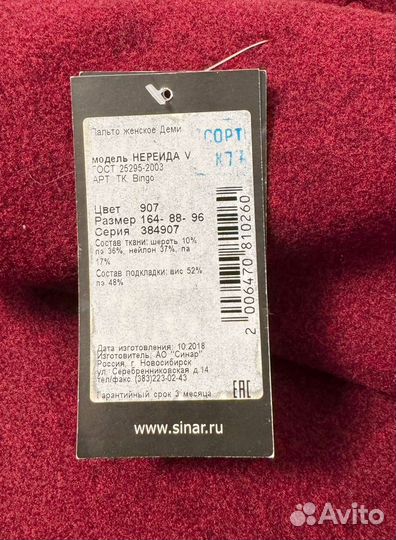 Пальто женское Деми
СОРТ
модель НЕРЕИДА V
ГОСТ 25295-2003
АРТ. ТК. Bingo
Цвет 907
Размер 164- 88- 96
Серия 384907
Состав ткани: шерсть 10%
пэ 36%, нейлон 37%, па
17%
Состав подкладки: вис 52%
пэ 48%
2 006470 810260
Дата изготовления: 10.2018
Изготовитель: АО "Синар"
Россия, г. Новосибирск
ул. Серебренниковская д.14
тел/факс (383)223-02-43
Гарантийный срок 3 месяца
ЕАС
www.sinar.ru
Avito